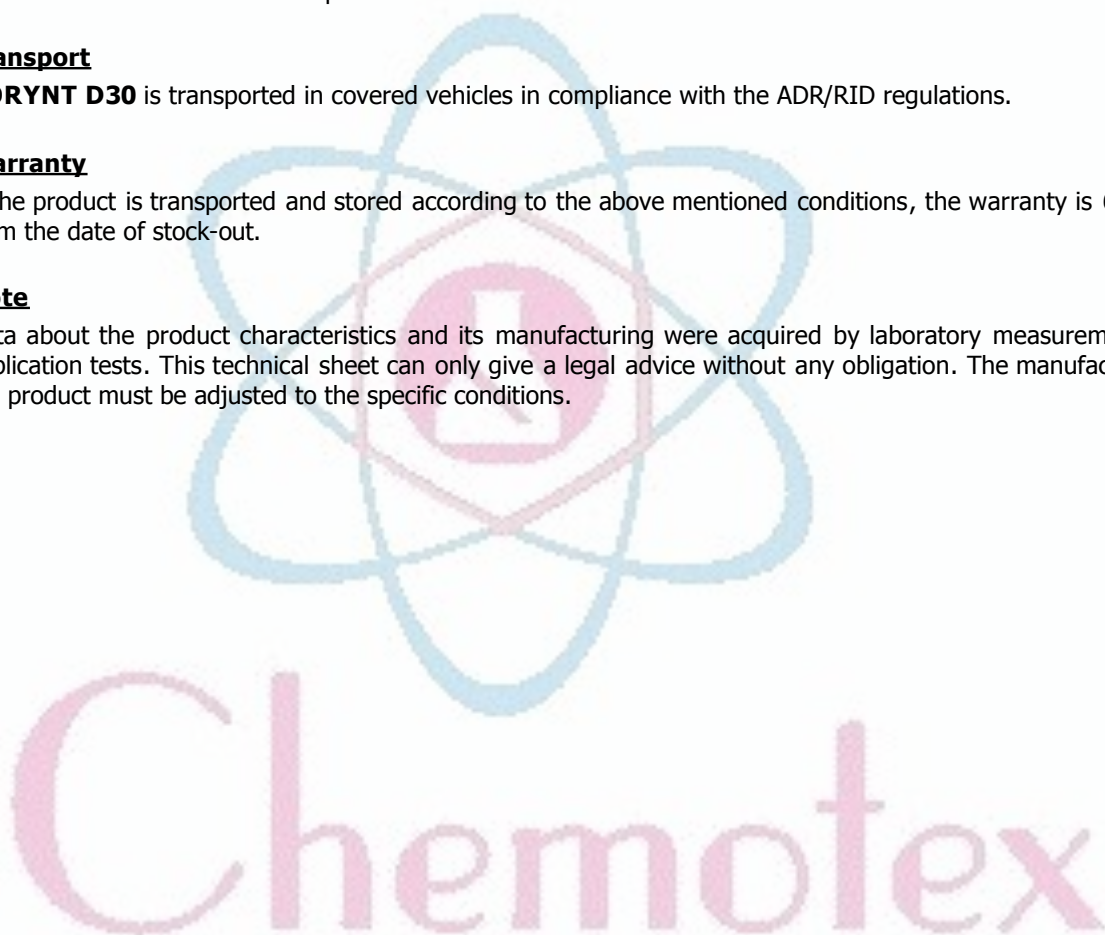 ansport
RYNT D30 is transported in covered vehicles in compliance with the ADR/RID regulations.
arranty
he product is transported and stored according to the above mentioned conditions, the warranty is
m the date of stock-out.
te
ta about the product characteristics and its manufacturing were acquired by laboratory measurem
plication tests. This technical sheet can only give a legal advice without any obligation. The manufac
product must be adjusted to the specific conditions.
Chemotex